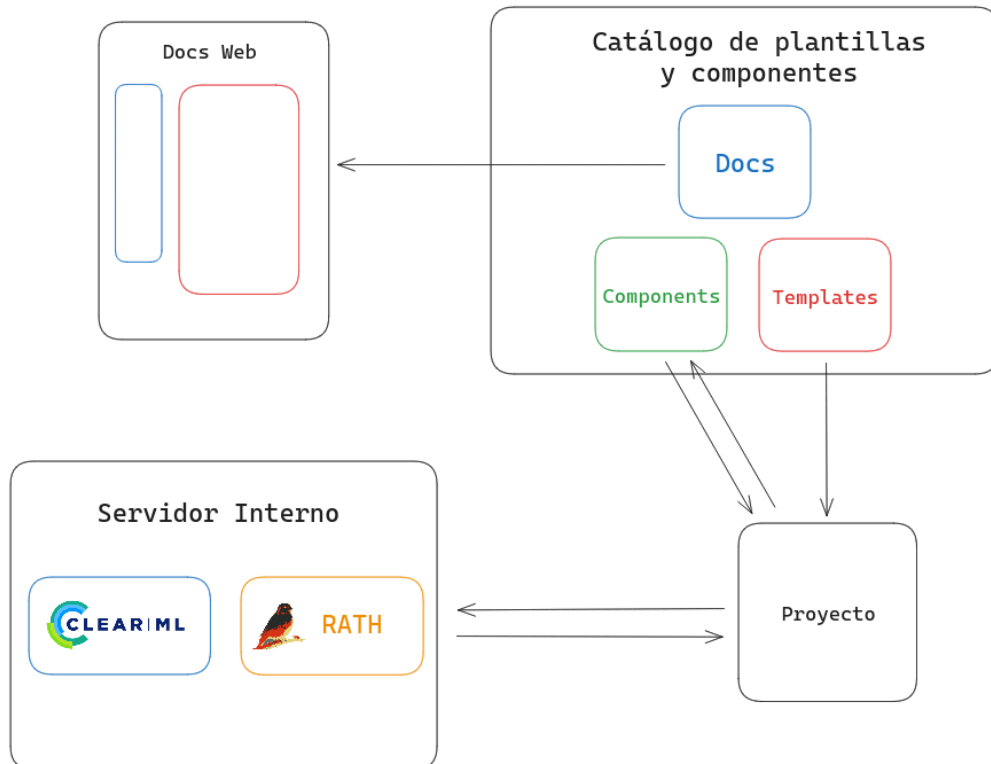 Docs Web
Catálogo de plantillas
y componentes
Docs
Components
Templates
Servidor Interno
CLEAR|ML
RATH
Proyecto